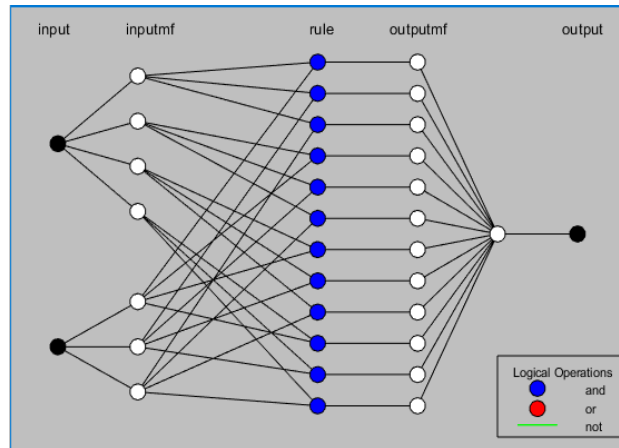 input inputmf rule outputmf output
Logical Operations
and
or
not